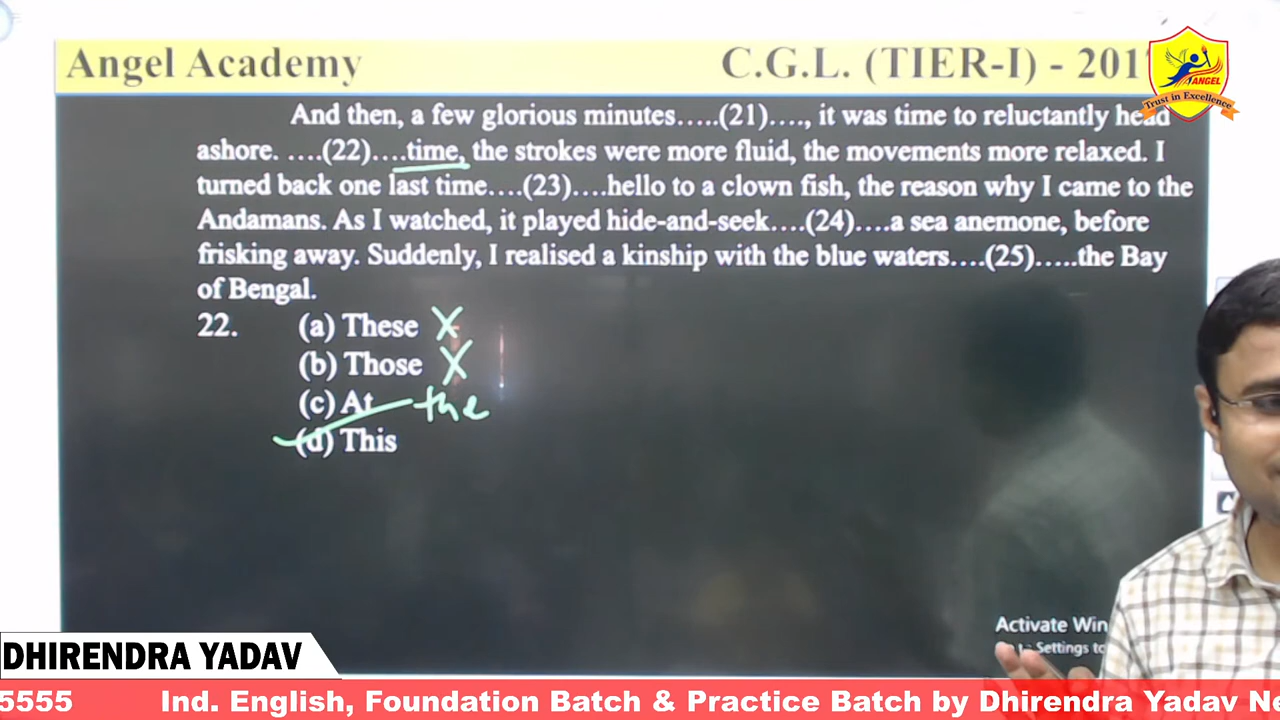 Angel Academy
C.G.L. (TIER-I) - 201
ANGEL
Trust in Excellence
And then, a few glorious minutes…..(21)…., it was time to reluctantly head
ashore. ….(22)….time, the strokes were more fluid, the movements more relaxed. I
turned back one last time….(23)….hello to a clown fish, the reason why I came to the
Andamans. As I watched, it played hide-and-seek….(24)….a sea anemone, before
frisking away. Suddenly, I realised a kinship with the blue waters….(25)…..the Bay
of Bengal.
22. (a) These X
(b) Those X
(c) At the
(d) This
Activate Win
Settings to
DHIRENDRA YADAV
5555 Ind. English, Foundation Batch & Practice Batch by Dhirendra Yadav Ne